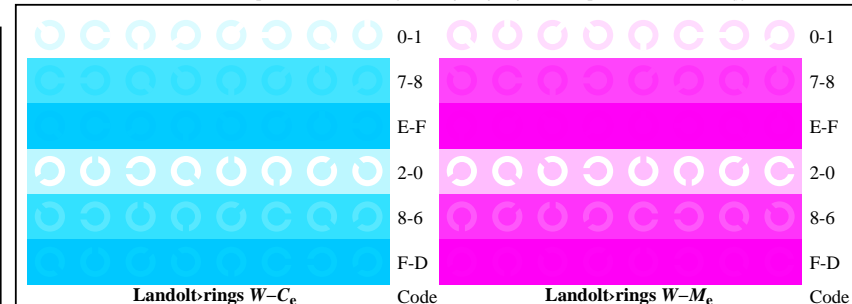 0-1 0-1
7-8 7-8
E-F E-F
2-0 2-0
8-6 8-6
F-D F-D
Landolt›rings W–Ce Code Landolt›rings W–Me Code